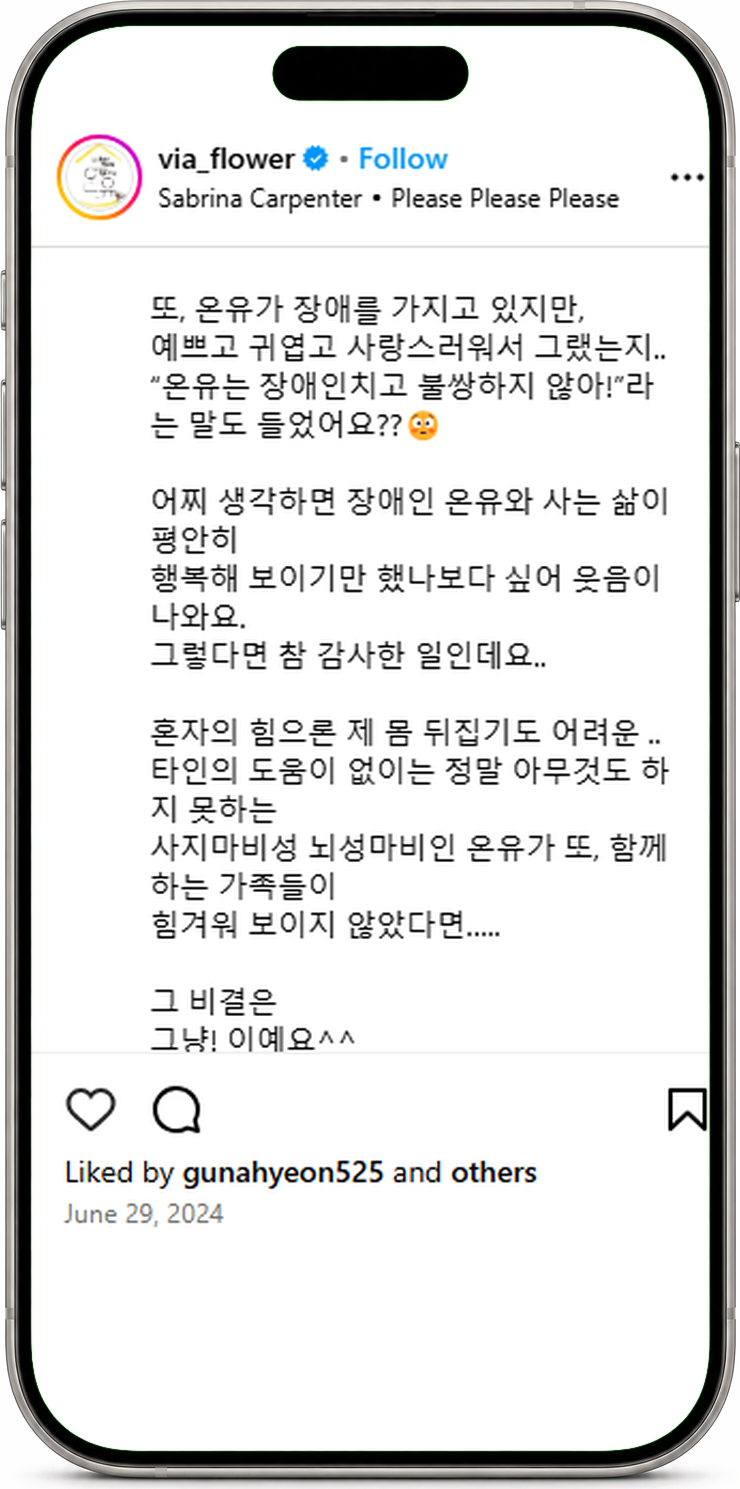 via_flower • Follow
Sabrina Carpenter • Please Please Please
또, 온유가 장애를 가지고 있지만,
예쁘고 귀엽고 사랑스러워서 그랬는지..
“온유는 장애인치고 불쌍하지 않아!”라
는 말도 들었어요??😳
어찌 생각하면 장애인 온유와 사는 삶이
평안히
행복해 보이기만 했나보다 싶어 웃음이
나와요.
그렇다면 참 감사한 일인데요..
혼자의 힘으론 제 몸 뒤집기도 어려운 ..
타인의 도움이 없이는 정말 아무것도 하
지 못하는
사지마비성 뇌성마비인 온유가 또, 함께
하는 가족들이
힘겨워 보이지 않았다면.....
그 비결은
그냥! 이예요^^
Liked by gunahyeon525 and others
June 29, 2024